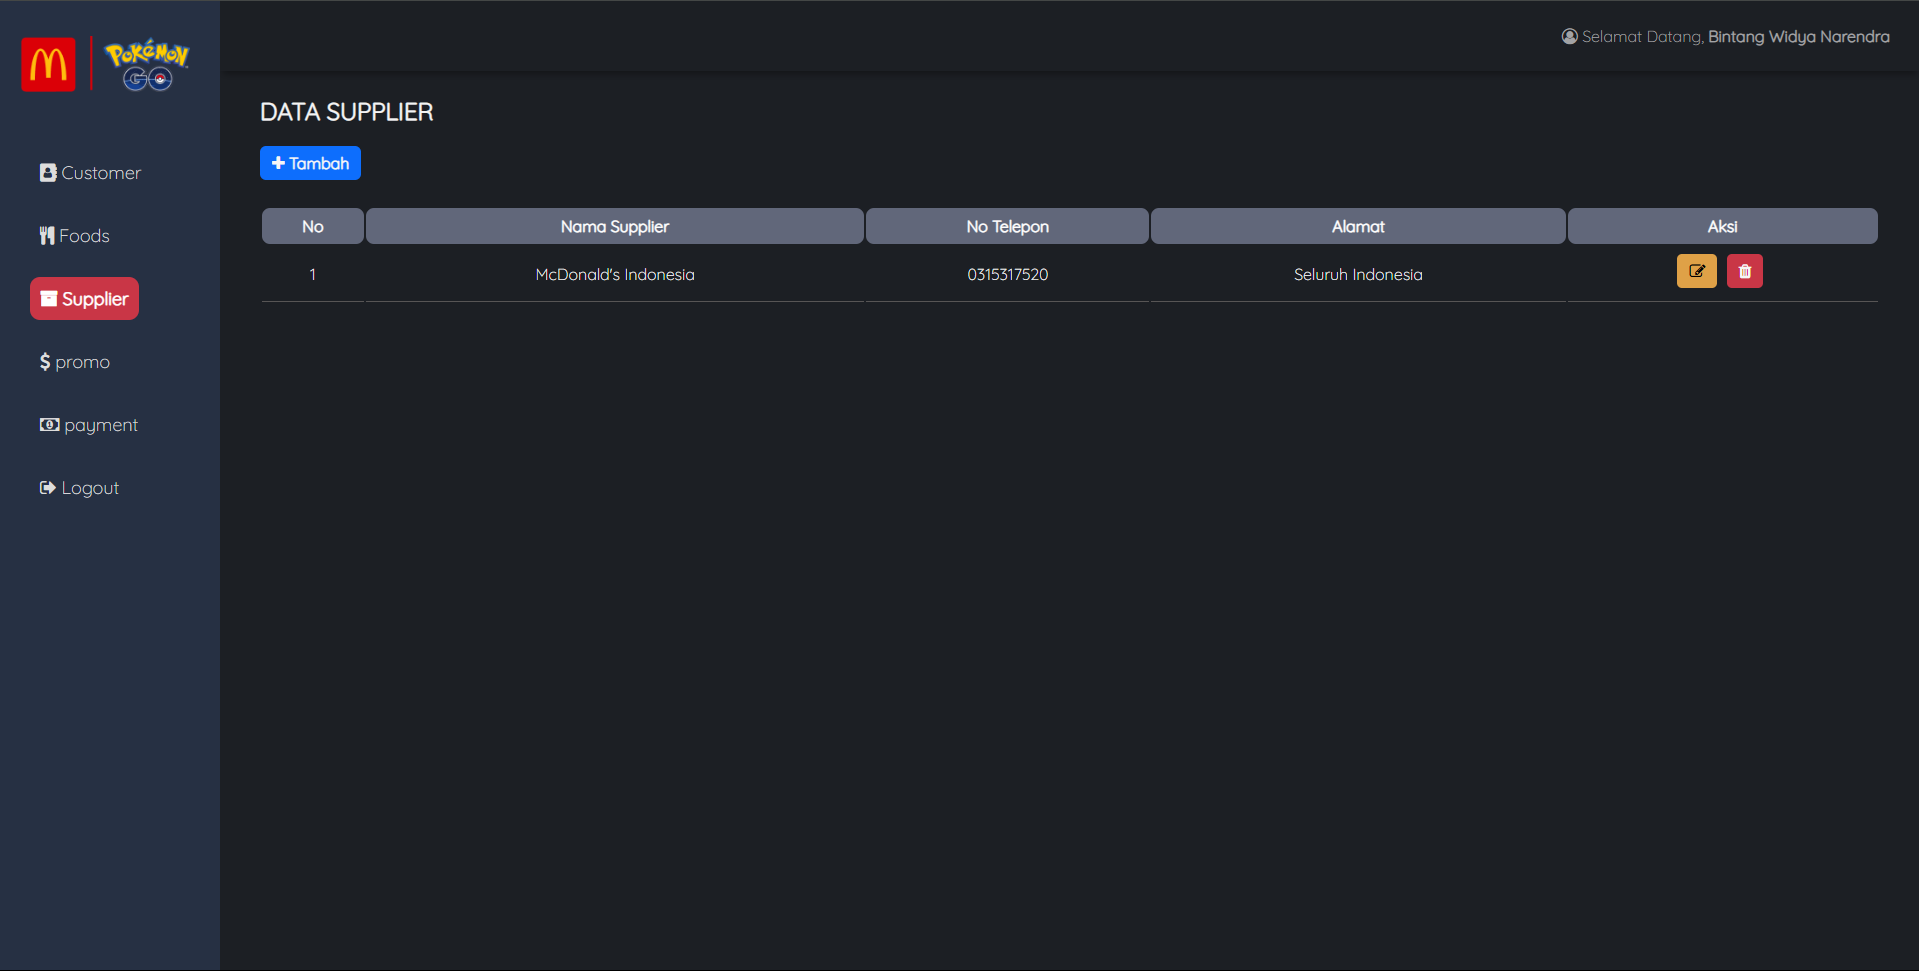 Pokémon
GO
Selamat Datang, Bintang Widya Narendra
Customer
Foods
Supplier
promo
payment
Logout
DATA SUPPLIER
Tambah
No Nama Supplier No Telepon Alamat Aksi
1 McDonald's Indonesia 0315317520 Seluruh Indonesia